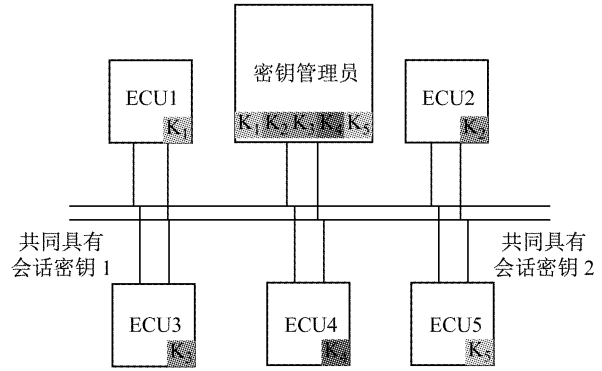 密钥管理员
ECU1
ECU2
K₁
K₁ K₂ K₃ K₄ K₅
K₂
共同具有
会话密钥 1
共同具有
会话密钥 2
ECU3
ECU4
ECU5
K₃
K₄
K₅